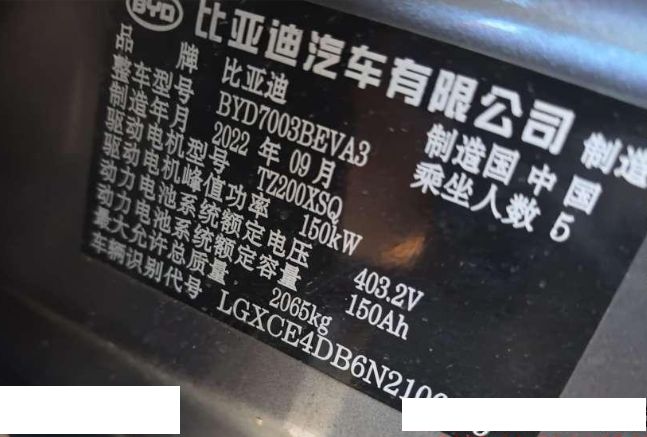 BYD 比亚迪汽车有限公司 制造
品 牌 比亚迪 制造国 中国
整车型号 BYD7003BEVA3 乘坐人数 5
制造年月 2022 年 09 月
驱动电机型号 TZ200XSQ
驱动电机峰值功率 150kW
动力电池系统额定电压 403.2V
动力电池系统额定容量 150Ah
最大允许总质量 2065kg
车辆识别代号 LGXCE4DB6N210